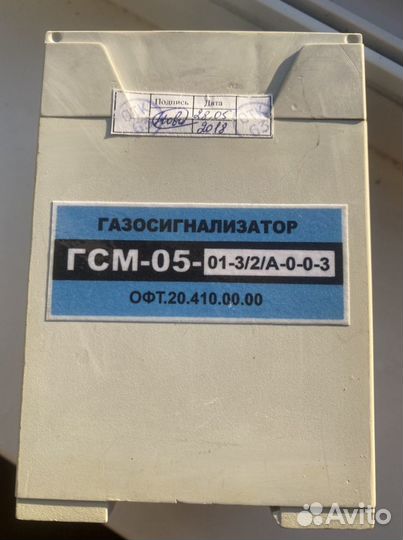 Подпись Дата
28.05
2018
ГАЗОСИГНАЛИЗАТОР
ГСМ-05-01-3/2/А-0-0-3
ОФТ.20.410.00.00
Avito